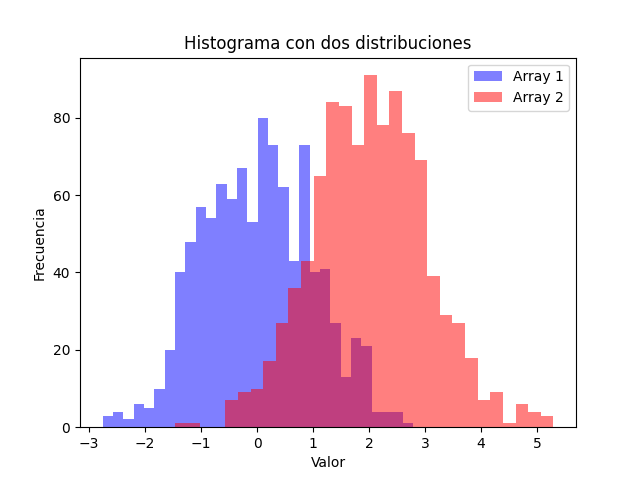 Histograma con dos distribuciones
Array 1
Array 2
Frecuencia
80
60
40
20
0
−3
−2
−1
0
1
2
3
4
5
Valor